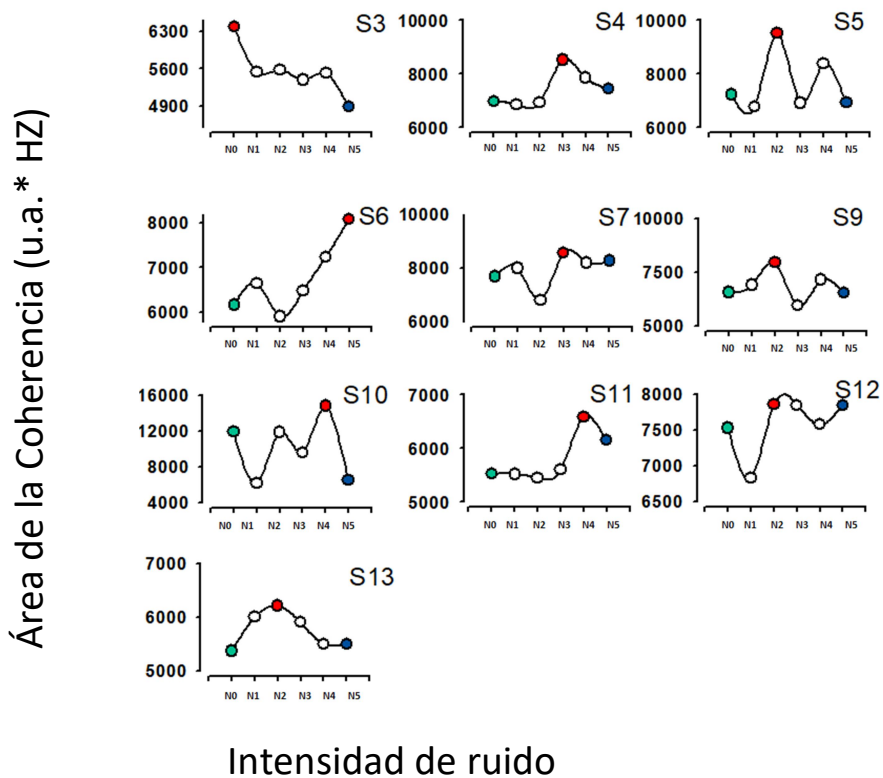 Área de la Coherencia (u.a.* HZ)
S3
6300
5600
4900
N0 N1 N2 N3 N4 N5
S4
10000
8000
6000
N0 N1 N2 N3 N4 N5
S5
10000
8000
6000
N0 N1 N2 N3 N4 N5
S6
8000
7000
6000
N0 N1 N2 N3 N4 N5
S7
10000
8000
6000
N0 N1 N2 N3 N4 N5
S9
10000
7500
5000
N0 N1 N2 N3 N4 N5
S10
16000
12000
8000
4000
N0 N1 N2 N3 N4 N5
S11
7000
6000
5000
N0 N1 N2 N3 N4 N5
S12
8000
7500
7000
6500
N0 N1 N2 N3 N4 N5
S13
7000
6000
5000
N0 N1 N2 N3 N4 N5
Intensidad de ruido